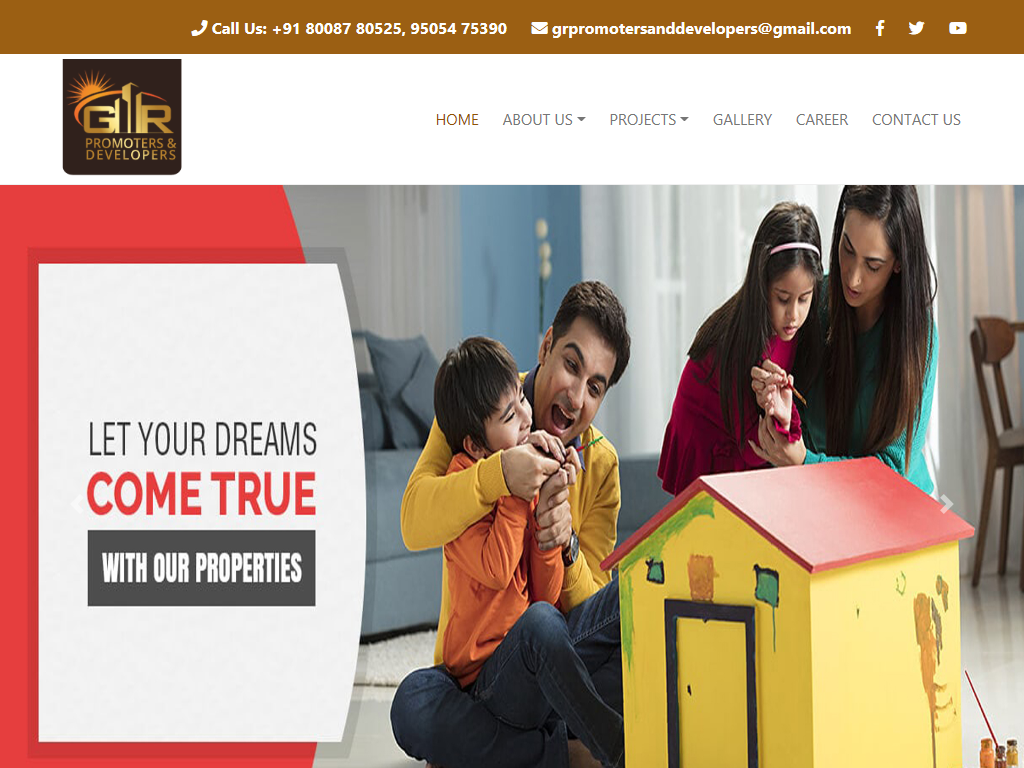 Call Us: +91 80087 80525, 95054 75390 grpromotersanddevelopers@gmail.com
GR
PROMOTERS &
DEVELOPERS
HOME ABOUT US PROJECTS GALLERY CAREER CONTACT US
LET YOUR DREAMS
COME TRUE
WITH OUR PROPERTIES